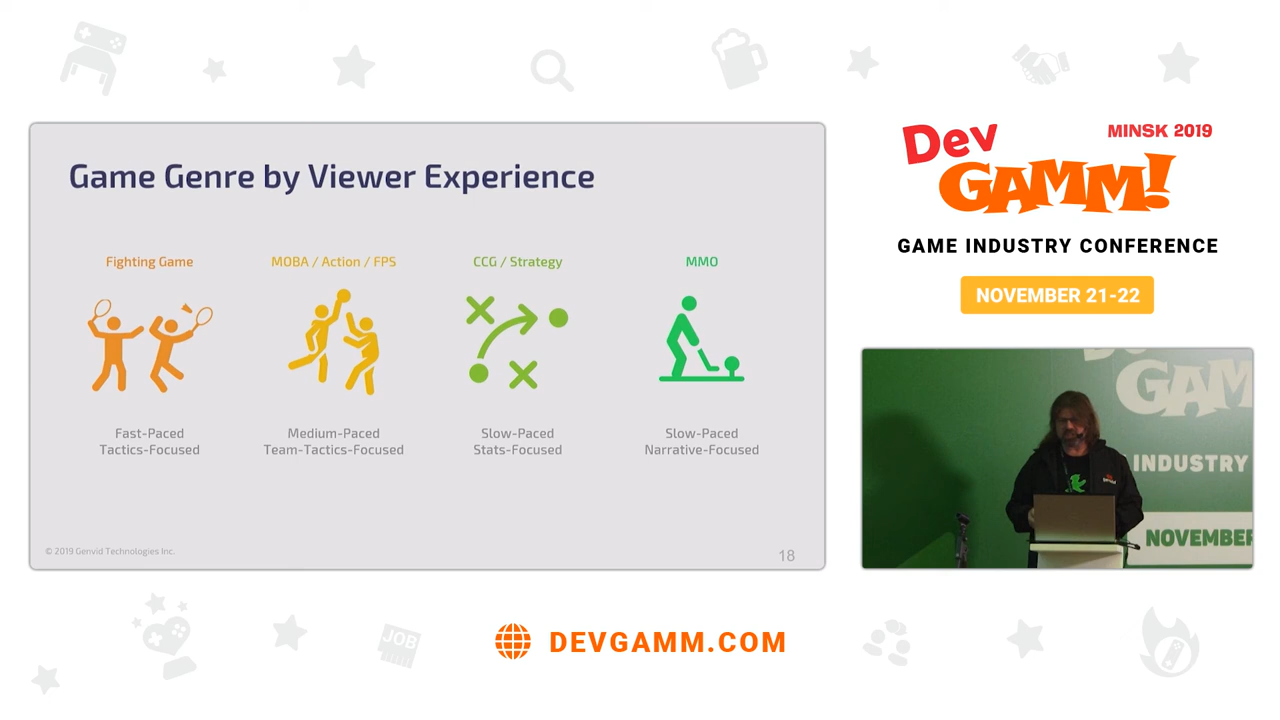 Game Genre by Viewer Experience
Fighting Game
MOBA / Action / FPS
CCG / Strategy
MMO
Fast-Paced
Tactics-Focused
Medium-Paced
Team-Tactics-Focused
Slow-Paced
Stats-Focused
Slow-Paced
Narrative-Focused
© 2019 Genvid Technologies Inc.
18
Dev
GAMM!
MINSK 2019
GAME INDUSTRY CONFERENCE
NOVEMBER 21-22
GAM
INDUSTRY
NOVEMBER
JOB
DEVGAMM.COM